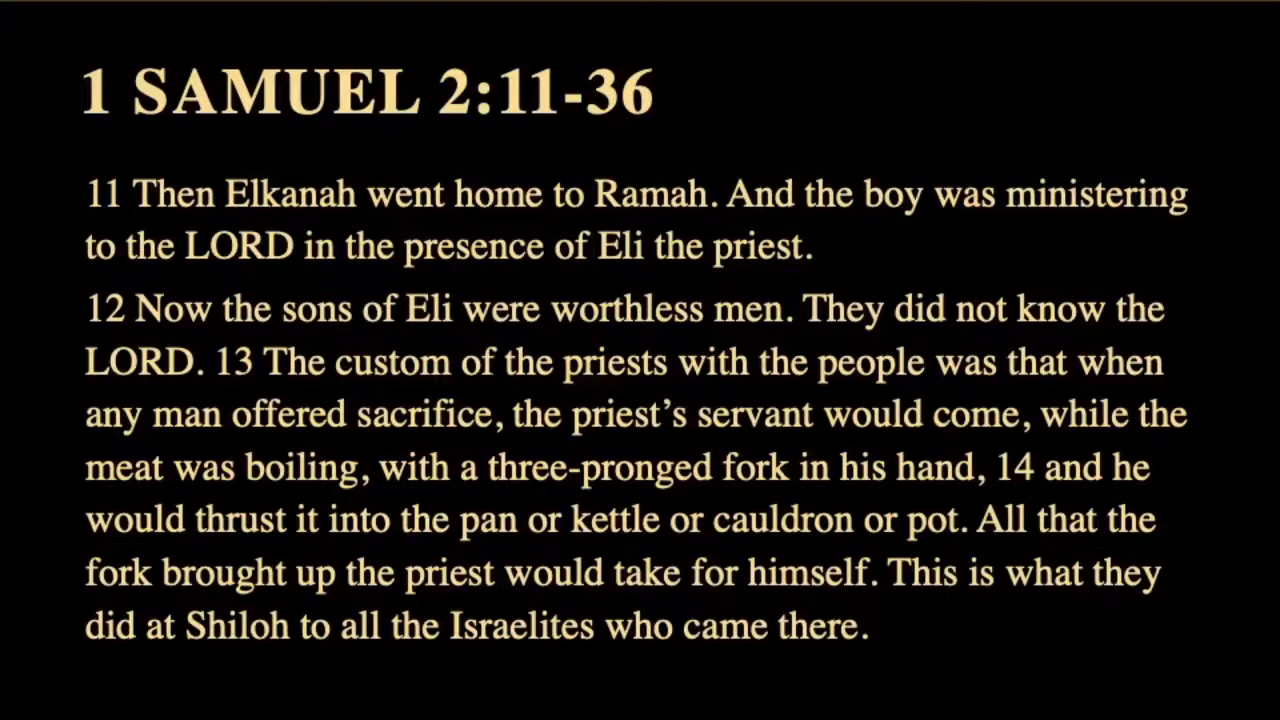 1 SAMUEL 2:11-36
11 Then Elkanah went home to Ramah. And the boy was ministering
to the LORD in the presence of Eli the priest.
12 Now the sons of Eli were worthless men. They did not know the
LORD. 13 The custom of the priests with the people was that when
any man offered sacrifice, the priest’s servant would come, while the
meat was boiling, with a three-pronged fork in his hand, 14 and he
would thrust it into the pan or kettle or cauldron or pot. All that the
fork brought up the priest would take for himself. This is what they
did at Shiloh to all the Israelites who came there.